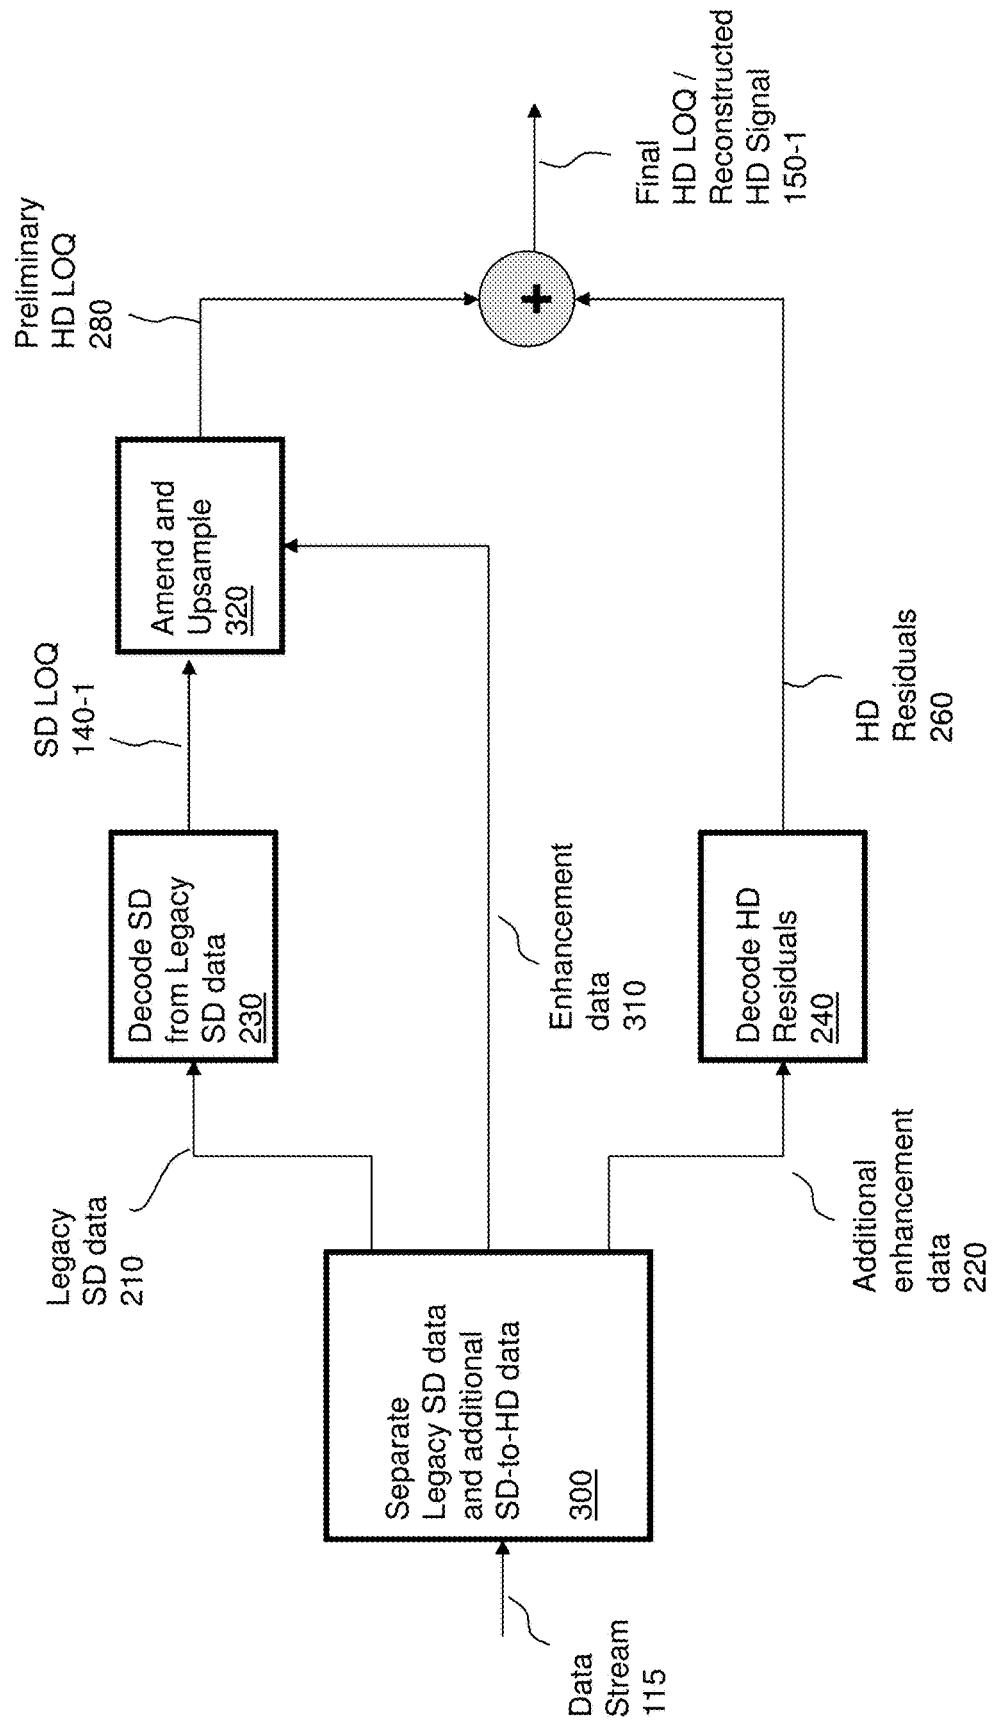 Data
Stream
115
Separate
Legacy SD data
and additional
SD-to-HD data
300
Legacy
SD data
210
Decode SD
from Legacy
SD data
230
SD LOQ
140-1
Amend and
Upsample
320
Preliminary
HD LOQ
280
Enhancement
data
310
Additional
enhancement
data
220
Decode HD
Residuals
240
HD
Residuals
260
+
Final
HD LOQ /
Reconstructed
HD Signal
150-1